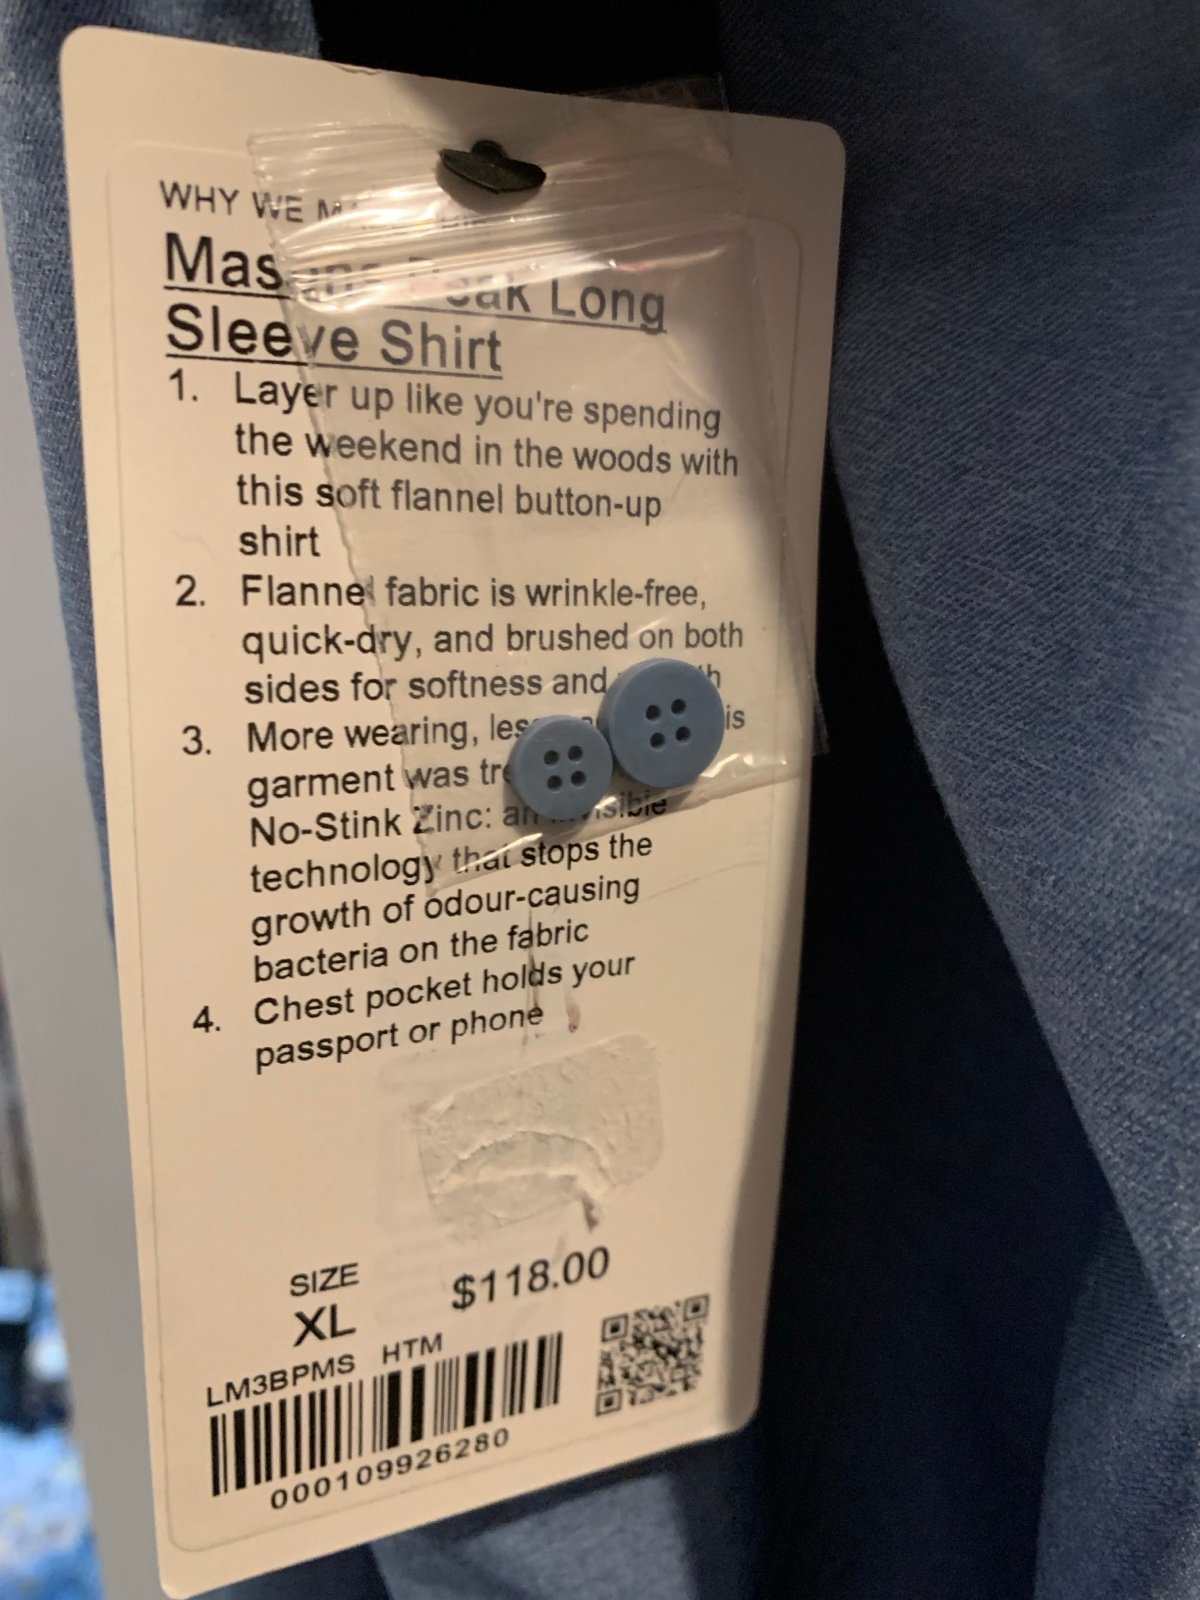 WHY WE
Peak Long
Sleeve Shirt
1. Layer up like you're spending
the weekend in the woods with
this soft flannel button-up
shirt
2. Flannel fabric is wrinkle-free,
quick-dry, and brushed on both
sides for softness and
3. More wearing, is
garment was
No-Stink Zinc: an invisible
technology that stops the
growth of odour-causing
bacteria on the fabric
4. Chest pocket holds your
passport or phone
SIZE
XL
$118.00
LM3BPMS HTM
000109926280